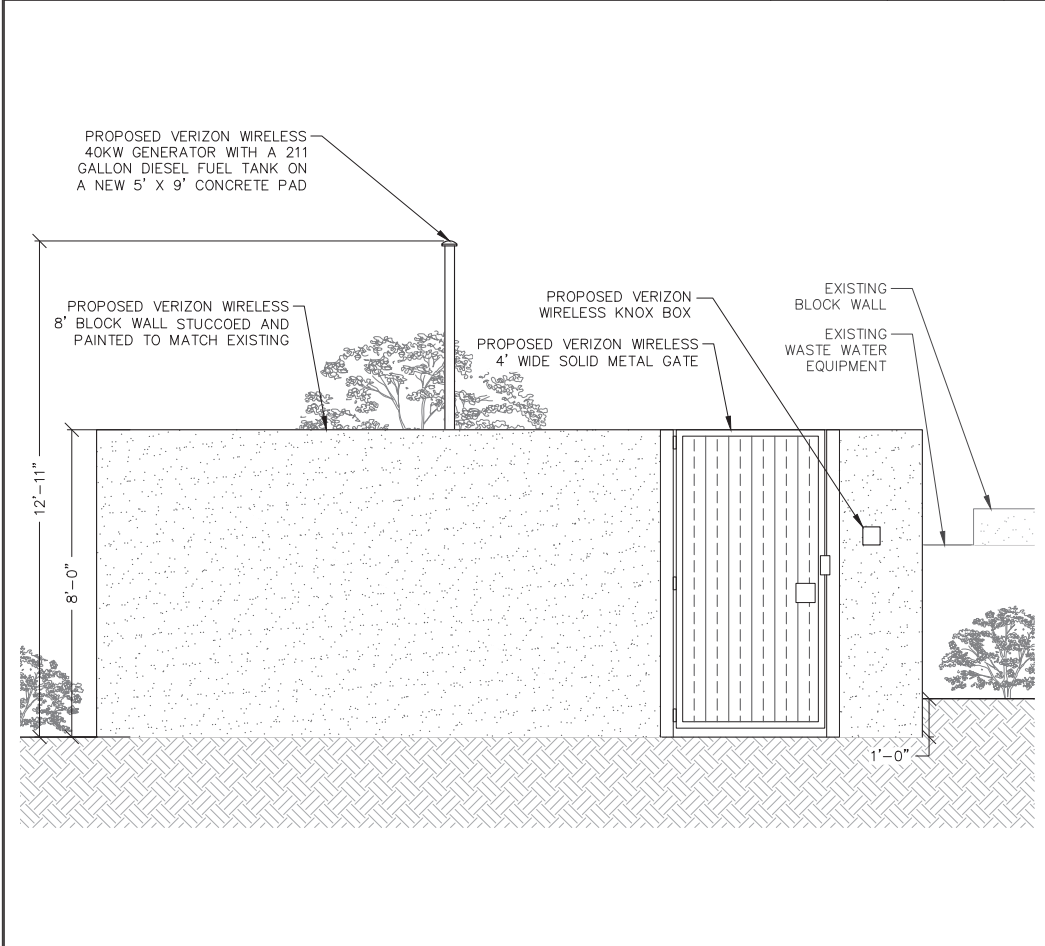 PROPOSED VERIZON WIRELESS
40KW GENERATOR WITH A 211
GALLON DIESEL FUEL TANK ON
A NEW 5' X 9' CONCRETE PAD
PROPOSED VERIZON WIRELESS
8' BLOCK WALL STUCCOED AND
PAINTED TO MATCH EXISTING
PROPOSED VERIZON
WIRELESS KNOX BOX
PROPOSED VERIZON WIRELESS
4' WIDE SOLID METAL GATE
EXISTING
BLOCK WALL
EXISTING
WASTE WATER
EQUIPMENT
12'-11"
8'-0"
1'-0"